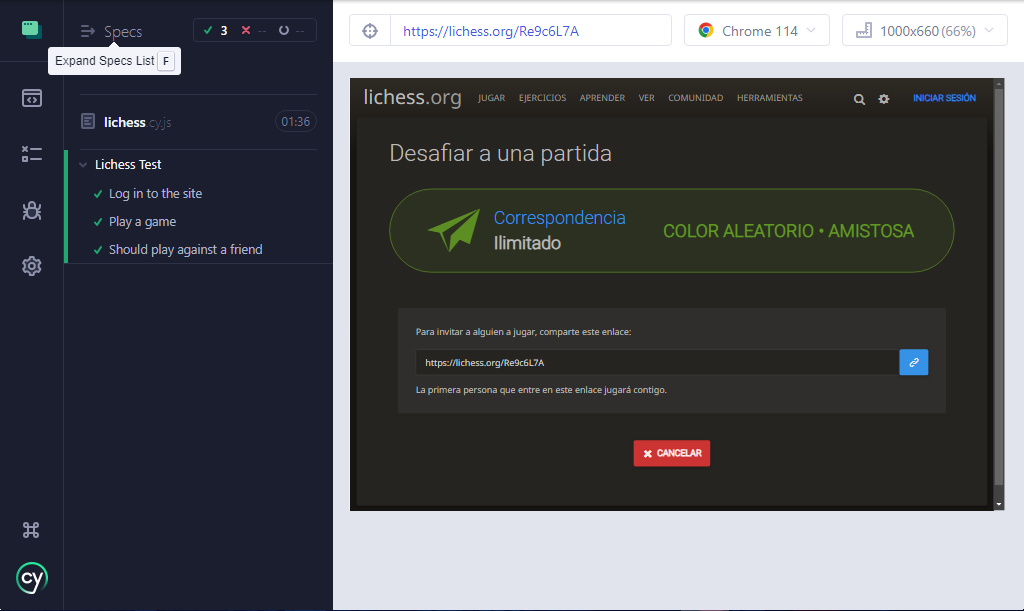 Specs
3 -- --
Expand Specs List F
lichess.cy.js 01:36
Lichess Test
Log in to the site
Play a game
Should play against a friend
cy
https://lichess.org/Re9c6L7A
Chrome 114
1000x660 (66%)
lichess.org JUGAR EJERCICIOS APRENDER VER COMUNIDAD HERRAMIENTAS INICIAR SESIÓN
Desafiar a una partida
Correspondencia
Ilimitado
COLOR ALEATORIO • AMISTOSA
Para invitar a alguien a jugar, comparte este enlace:
https://lichess.org/Re9c6L7A
La primera persona que entre en este enlace jugará contigo.
CANCELAR